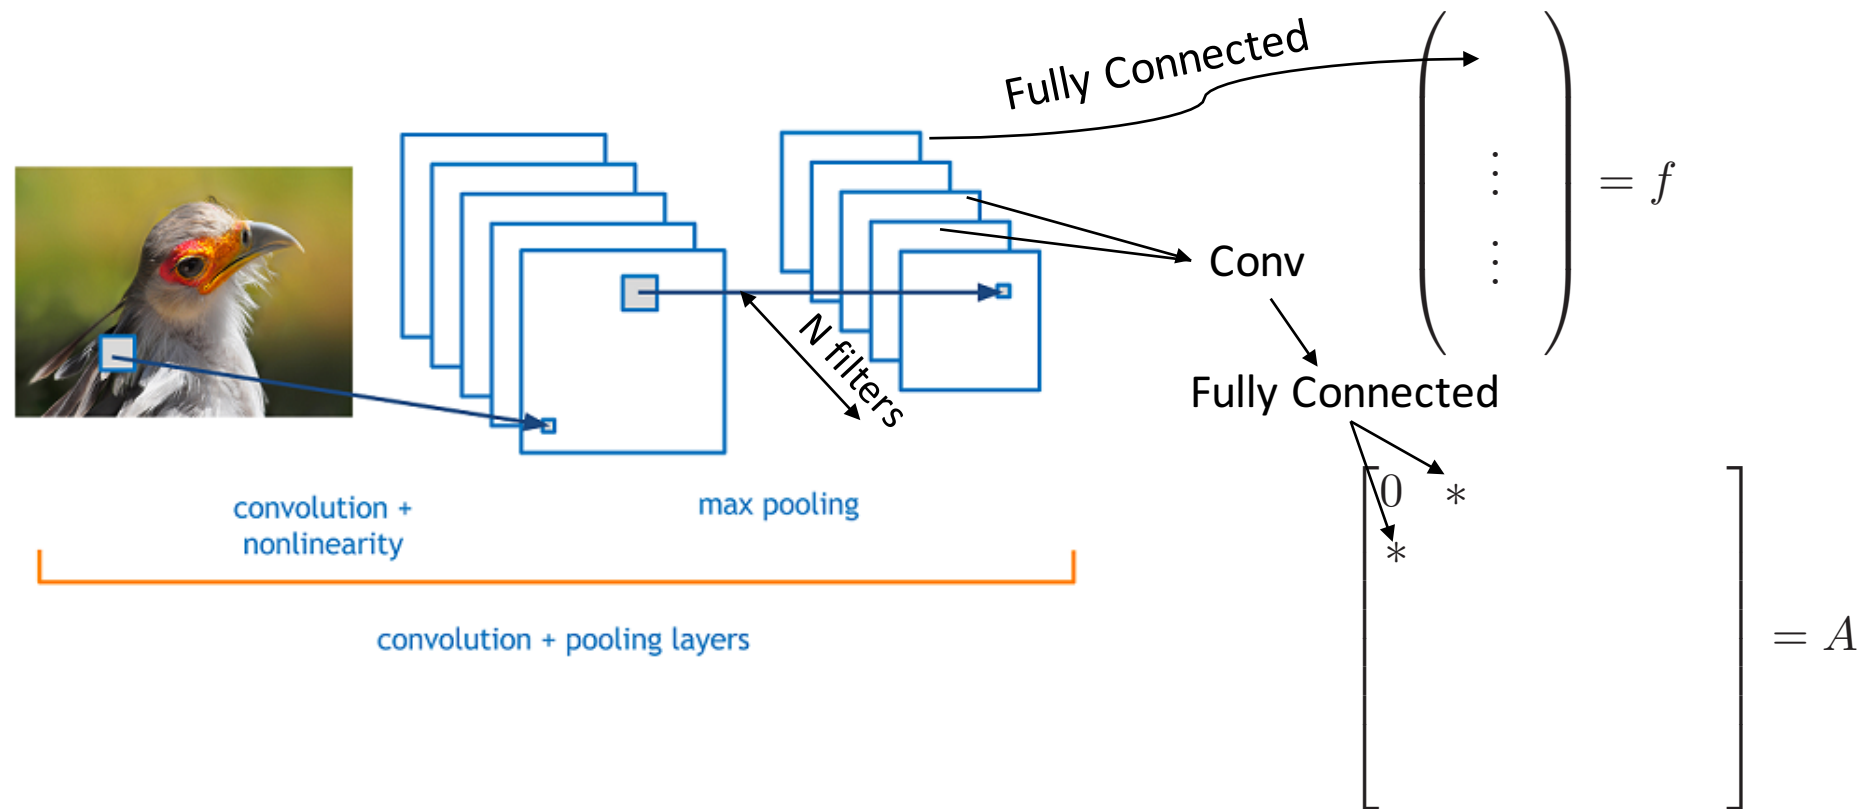 Fully Connected
⋮
⋮
= f
Conv
N filters
Fully Connected
0 *
*
= A
convolution +
nonlinearity
max pooling
convolution + pooling layers